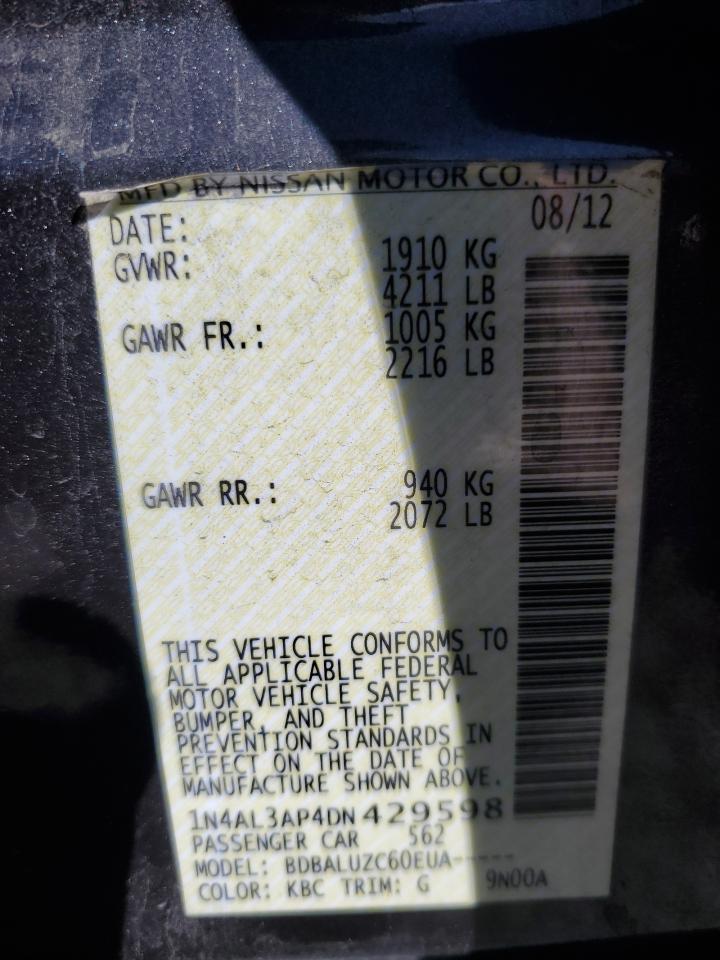 MFD BY NISSAN MOTOR CO., LTD.
DATE: 08/12
GVWR: 1910 KG
4211 LB
GAWR FR.: 1005 KG
2216 LB
GAWR RR.: 940 KG
2072 LB
THIS VEHICLE CONFORMS TO
ALL APPLICABLE FEDERAL
MOTOR VEHICLE SAFETY,
BUMPER, AND THEFT
PREVENTION STANDARDS IN
EFFECT ON THE DATE OF
MANUFACTURE SHOWN ABOVE.
1N4AL3AP4DN429598
PASSENGER CAR 562
MODEL: BDBALUZC60EUA-----
COLOR: KBC TRIM: G 9N00A